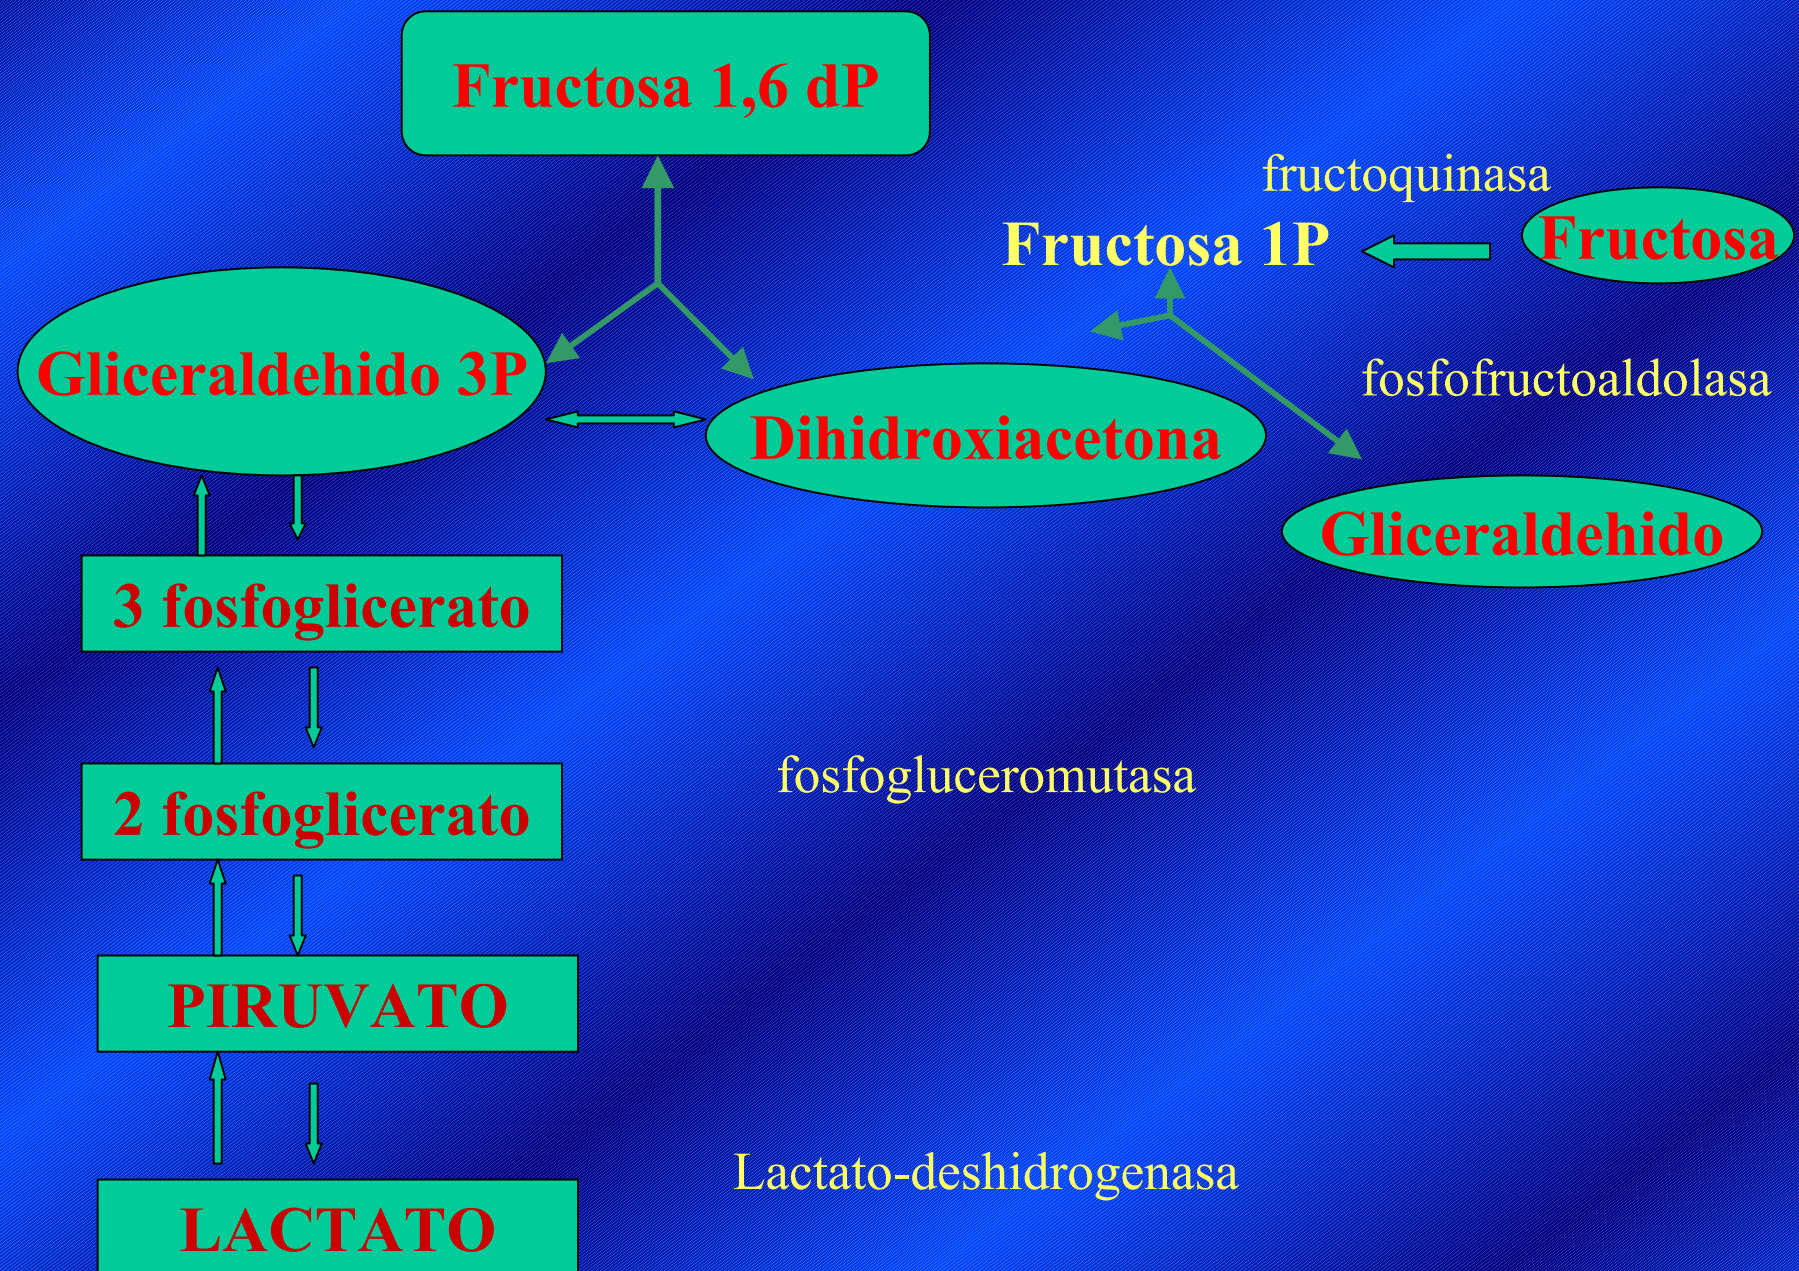 Fructosa 1,6 dP
fructoquinasa
Fructosa 1P
Fructosa
Gliceraldehido 3P
fosfofructoaldolasa
Dihidroxiacetona
Gliceraldehido
3 fosfoglicerato
fosfogluceromutasa
2 fosfoglicerato
PIRUVATO
Lactato-deshidrogenasa
LACTATO